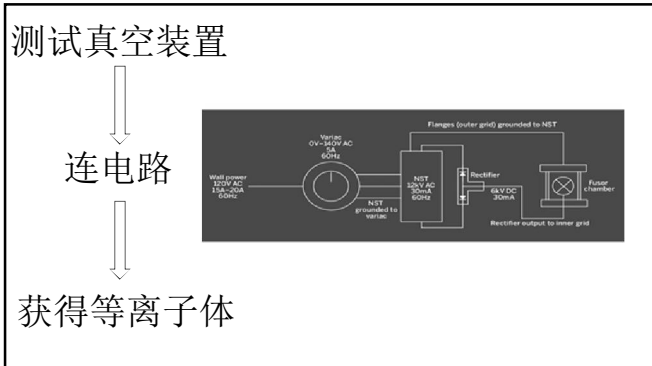 测试真空装置
连电路
获得等离子体
Flanges (outer grid) grounded to NST
Variac
0V-140V AC
5A
60Hz
Wall power
120V AC
15A-20A
60Hz
NST
12kV AC
30mA
60Hz
Rectifier
6kV DC
30mA
Fusor
chamber
NST
grounded to
variac
Rectifier output to inner grid